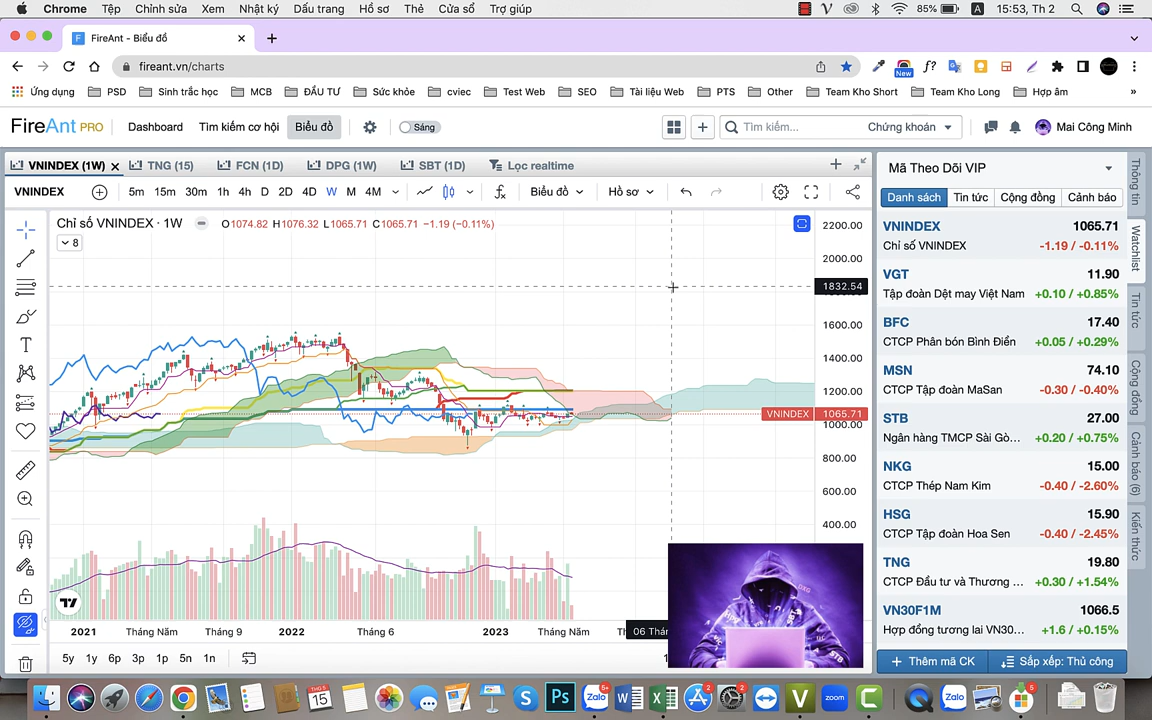 Chrome Tệp Chỉnh sửa Xem Nhật ký Dấu trang Hồ sơ Thẻ Cửa sổ Trợ giúp 85% A 15:53, Th 2
FireAnt - Biểu đồ
fireant.vn/charts
New
Ứng dụng PSD Sinh trắc học MCB ĐẦU TƯ Sức khỏe cviec Test Web SEO Tài liệu Web PTS Other Team Kho Short Team Kho Long Hợp âm »
FireAnt PRO Dashboard Tìm kiếm cơ hội Biểu đồ Sáng Tìm kiếm... Chứng khoán Mai Công Minh
VNINDEX (1W) TNG (15) FCN (1D) DPG (1W) SBT (1D) Lọc realtime
VNINDEX 5m 15m 30m 1h 4h D 2D 4D W M 4M Biểu đồ Hồ sơ
Chỉ số VNINDEX · 1W O1074.82 H1076.32 L1065.71 C1065.71 −1.19 (−0.11%)
8
2200.00
2000.00
1832.54
1600.00
1400.00
1200.00
VNINDEX 1065.71
1000.00
800.00
600.00
400.00
2021 Tháng Năm Tháng 9 2022 Tháng 6 2023 Tháng Năm
06 Thán
5y 1y 6p 3p 1p 5n 1n
Mã Theo Dõi VIP
Danh sách Tin tức Cộng đồng Cảnh báo
VNINDEX 1065.71
Chỉ số VNINDEX -1.19 / -0.11%
VGT 11.90
Tập đoàn Dệt may Việt Nam +0.10 / +0.85%
BFC 17.40
CTCP Phân bón Bình Điền +0.05 / +0.29%
MSN 74.10
CTCP Tập đoàn MaSan -0.30 / -0.40%
STB 27.00
Ngân hàng TMCP Sài Gò... +0.20 / +0.75%
NKG 15.00
CTCP Thép Nam Kim -0.40 / -2.60%
HSG 15.90
CTCP Tập đoàn Hoa Sen -0.40 / -2.45%
TNG 19.80
CTCP Đầu tư và Thương ... +0.30 / +1.54%
VN30F1M 1066.5
Hợp đồng tương lai VN30... +1.6 / +0.15%
Thêm mã CK Sắp xếp: Thủ công
Thông tin
Watchlist
Tin tức
Cộng đồng
Cảnh báo (6)
Kiến thức
15
Zalo
5+
S
Ps
W
X
2
2
V
zoom
C
Zalo
5